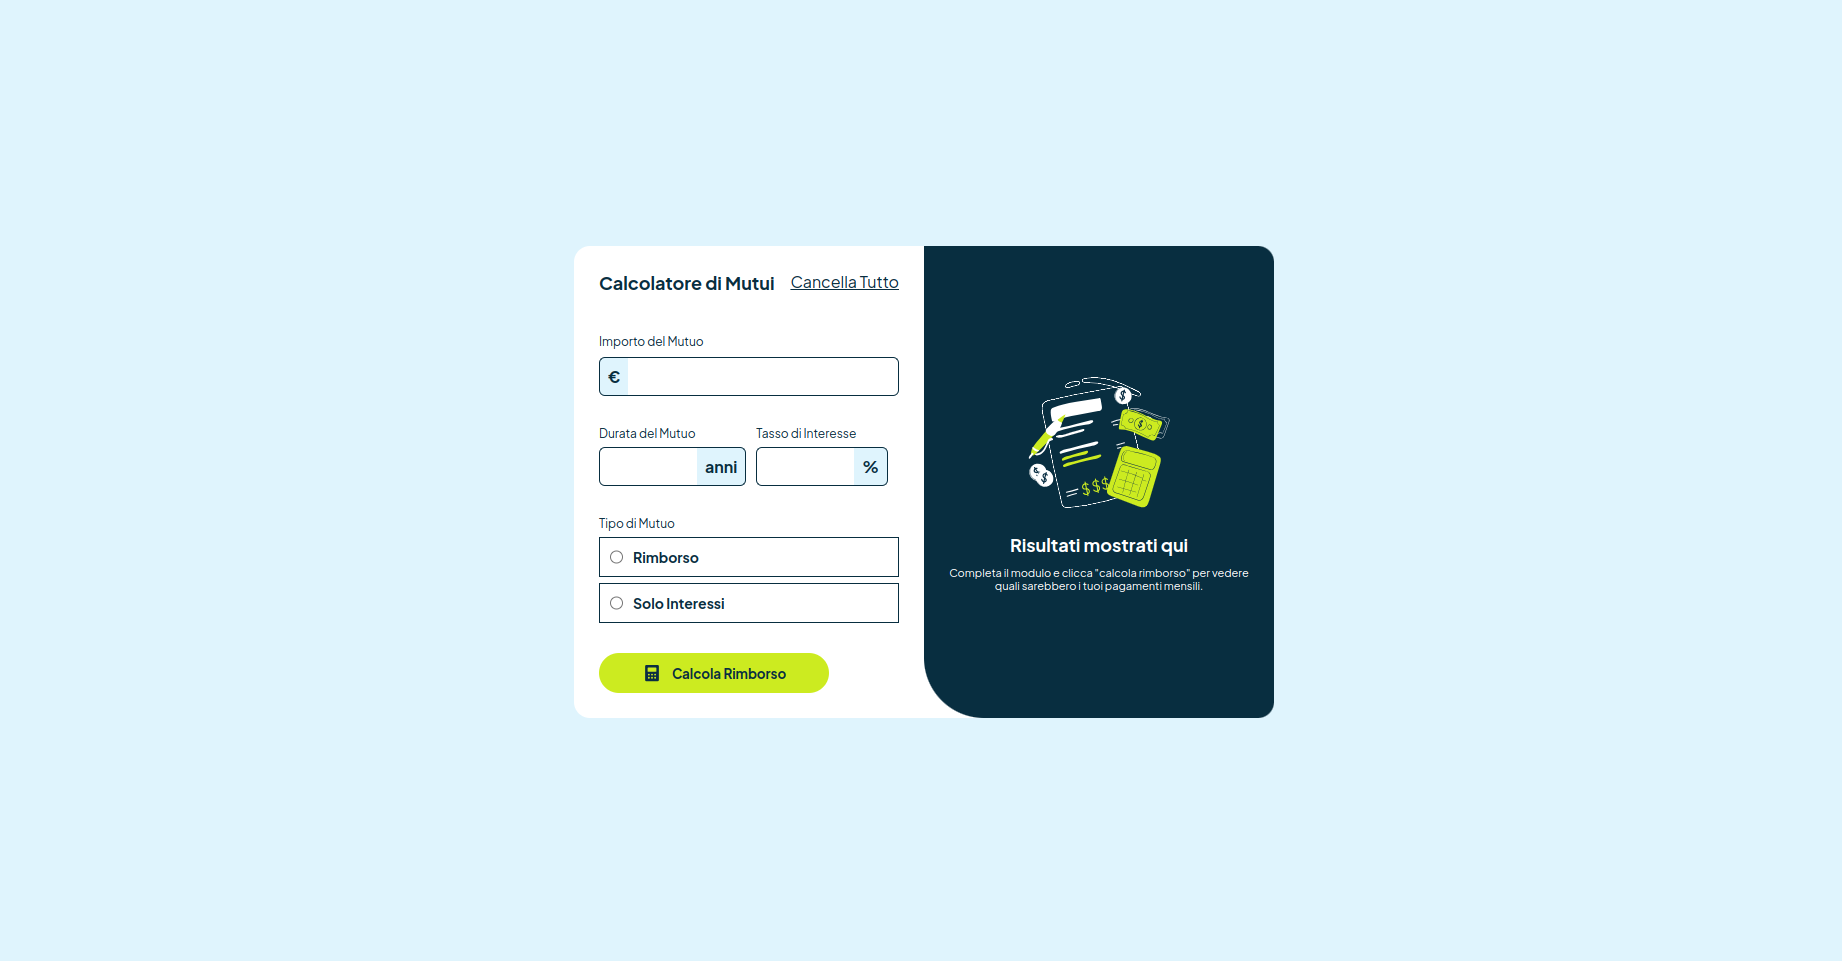 Calcolatore di Mutui
Cancella Tutto
Importo del Mutuo
€
Durata del Mutuo
anni
Tasso di Interesse
%
Tipo di Mutuo
Rimborso
Solo Interessi
Calcola Rimborso
$
$
$
$
$$$
Risultati mostrati qui
Completa il modulo e clicca "calcola rimborso" per vedere
quali sarebbero i tuoi pagamenti mensili.